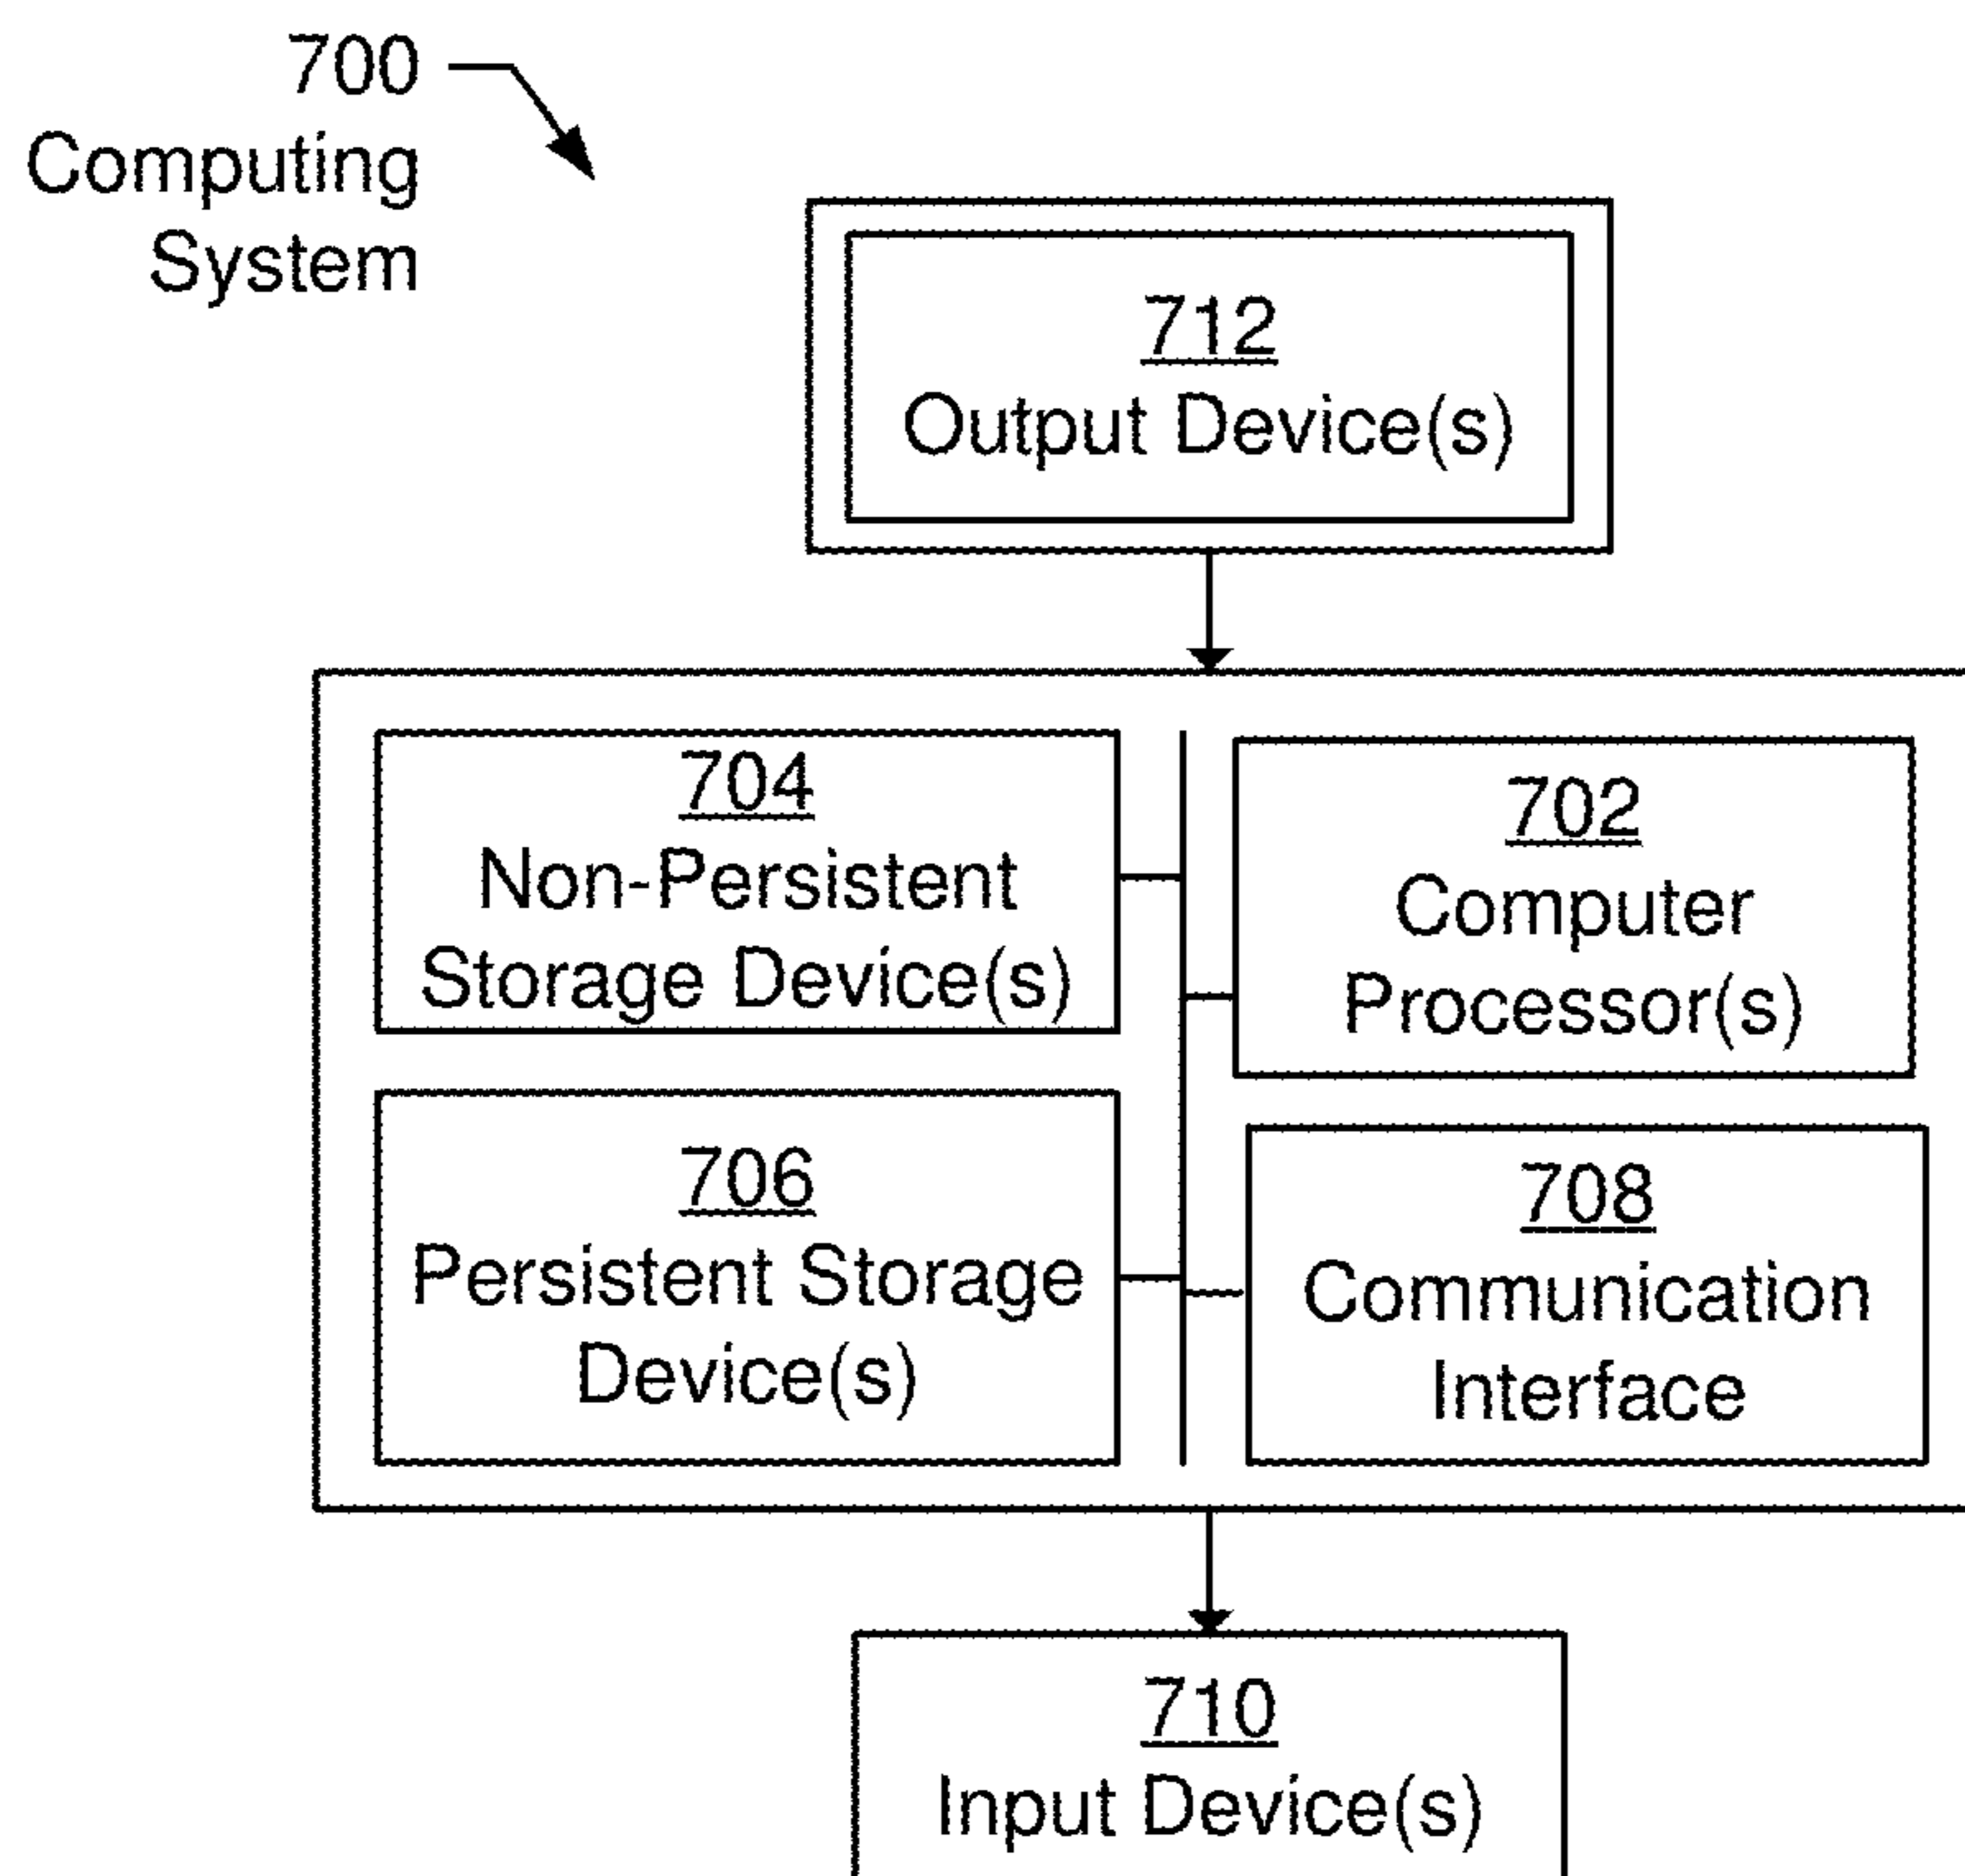 700
Computing
System
712
Output Device(s)
704
Non-Persistent
Storage Device(s)
702
Computer
Processor(s)
706
Persistent Storage
Device(s)
708
Communication
Interface
710
Input Device(s)